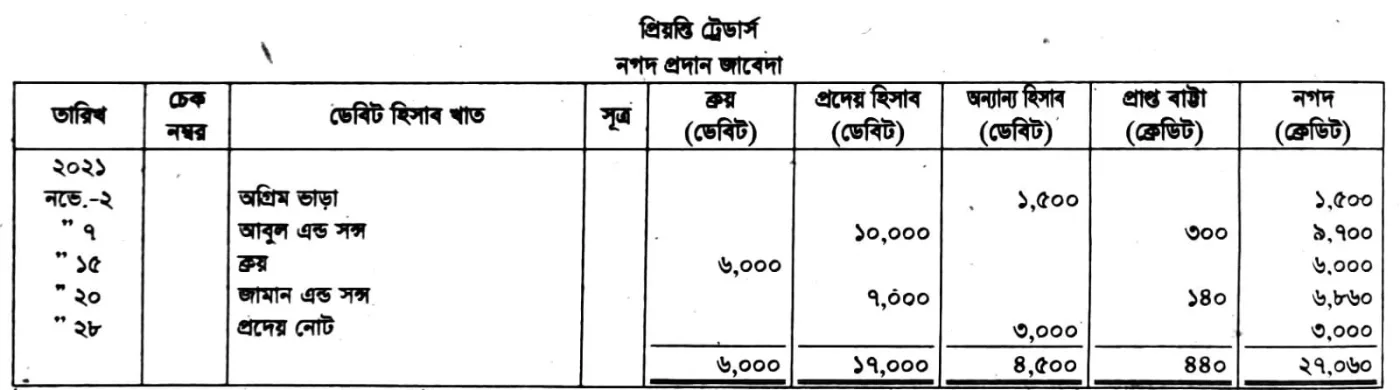 প্রিয়ন্তি ট্রেডার্স
নগদ প্রদান জাবেদা
তারিখ চেক নম্বর ডেবিট হিসাব খাত সূত্র ক্রয় (ডেবিট) প্রদেয় হিসাব (ডেবিট) অন্যান্য হিসাব (ডেবিট) প্রাপ্ত বাট্টা (ক্রেডিট) নগদ (ক্রেডিট)
২০২১
নভে.-২ অগ্রিম ভাড়া ১,৫০০ ১,৫০০
" ৭ আবুল এন্ড সন্স ১০,০০০ ৩০০ ৯,৭০০
" ১৫ ক্রয় ৬,০০০ ৬,০০০
" ২০ জামান এন্ড সন্স ৭,০০০ ১৪০ ৬,৮৬০
" ২৮ প্রদেয় নোট ৩,০০০ ৩,০০০
৬,০০০ ১৭,০০০ ৪,৫০০ ৪৪০ ২৭,০৬০